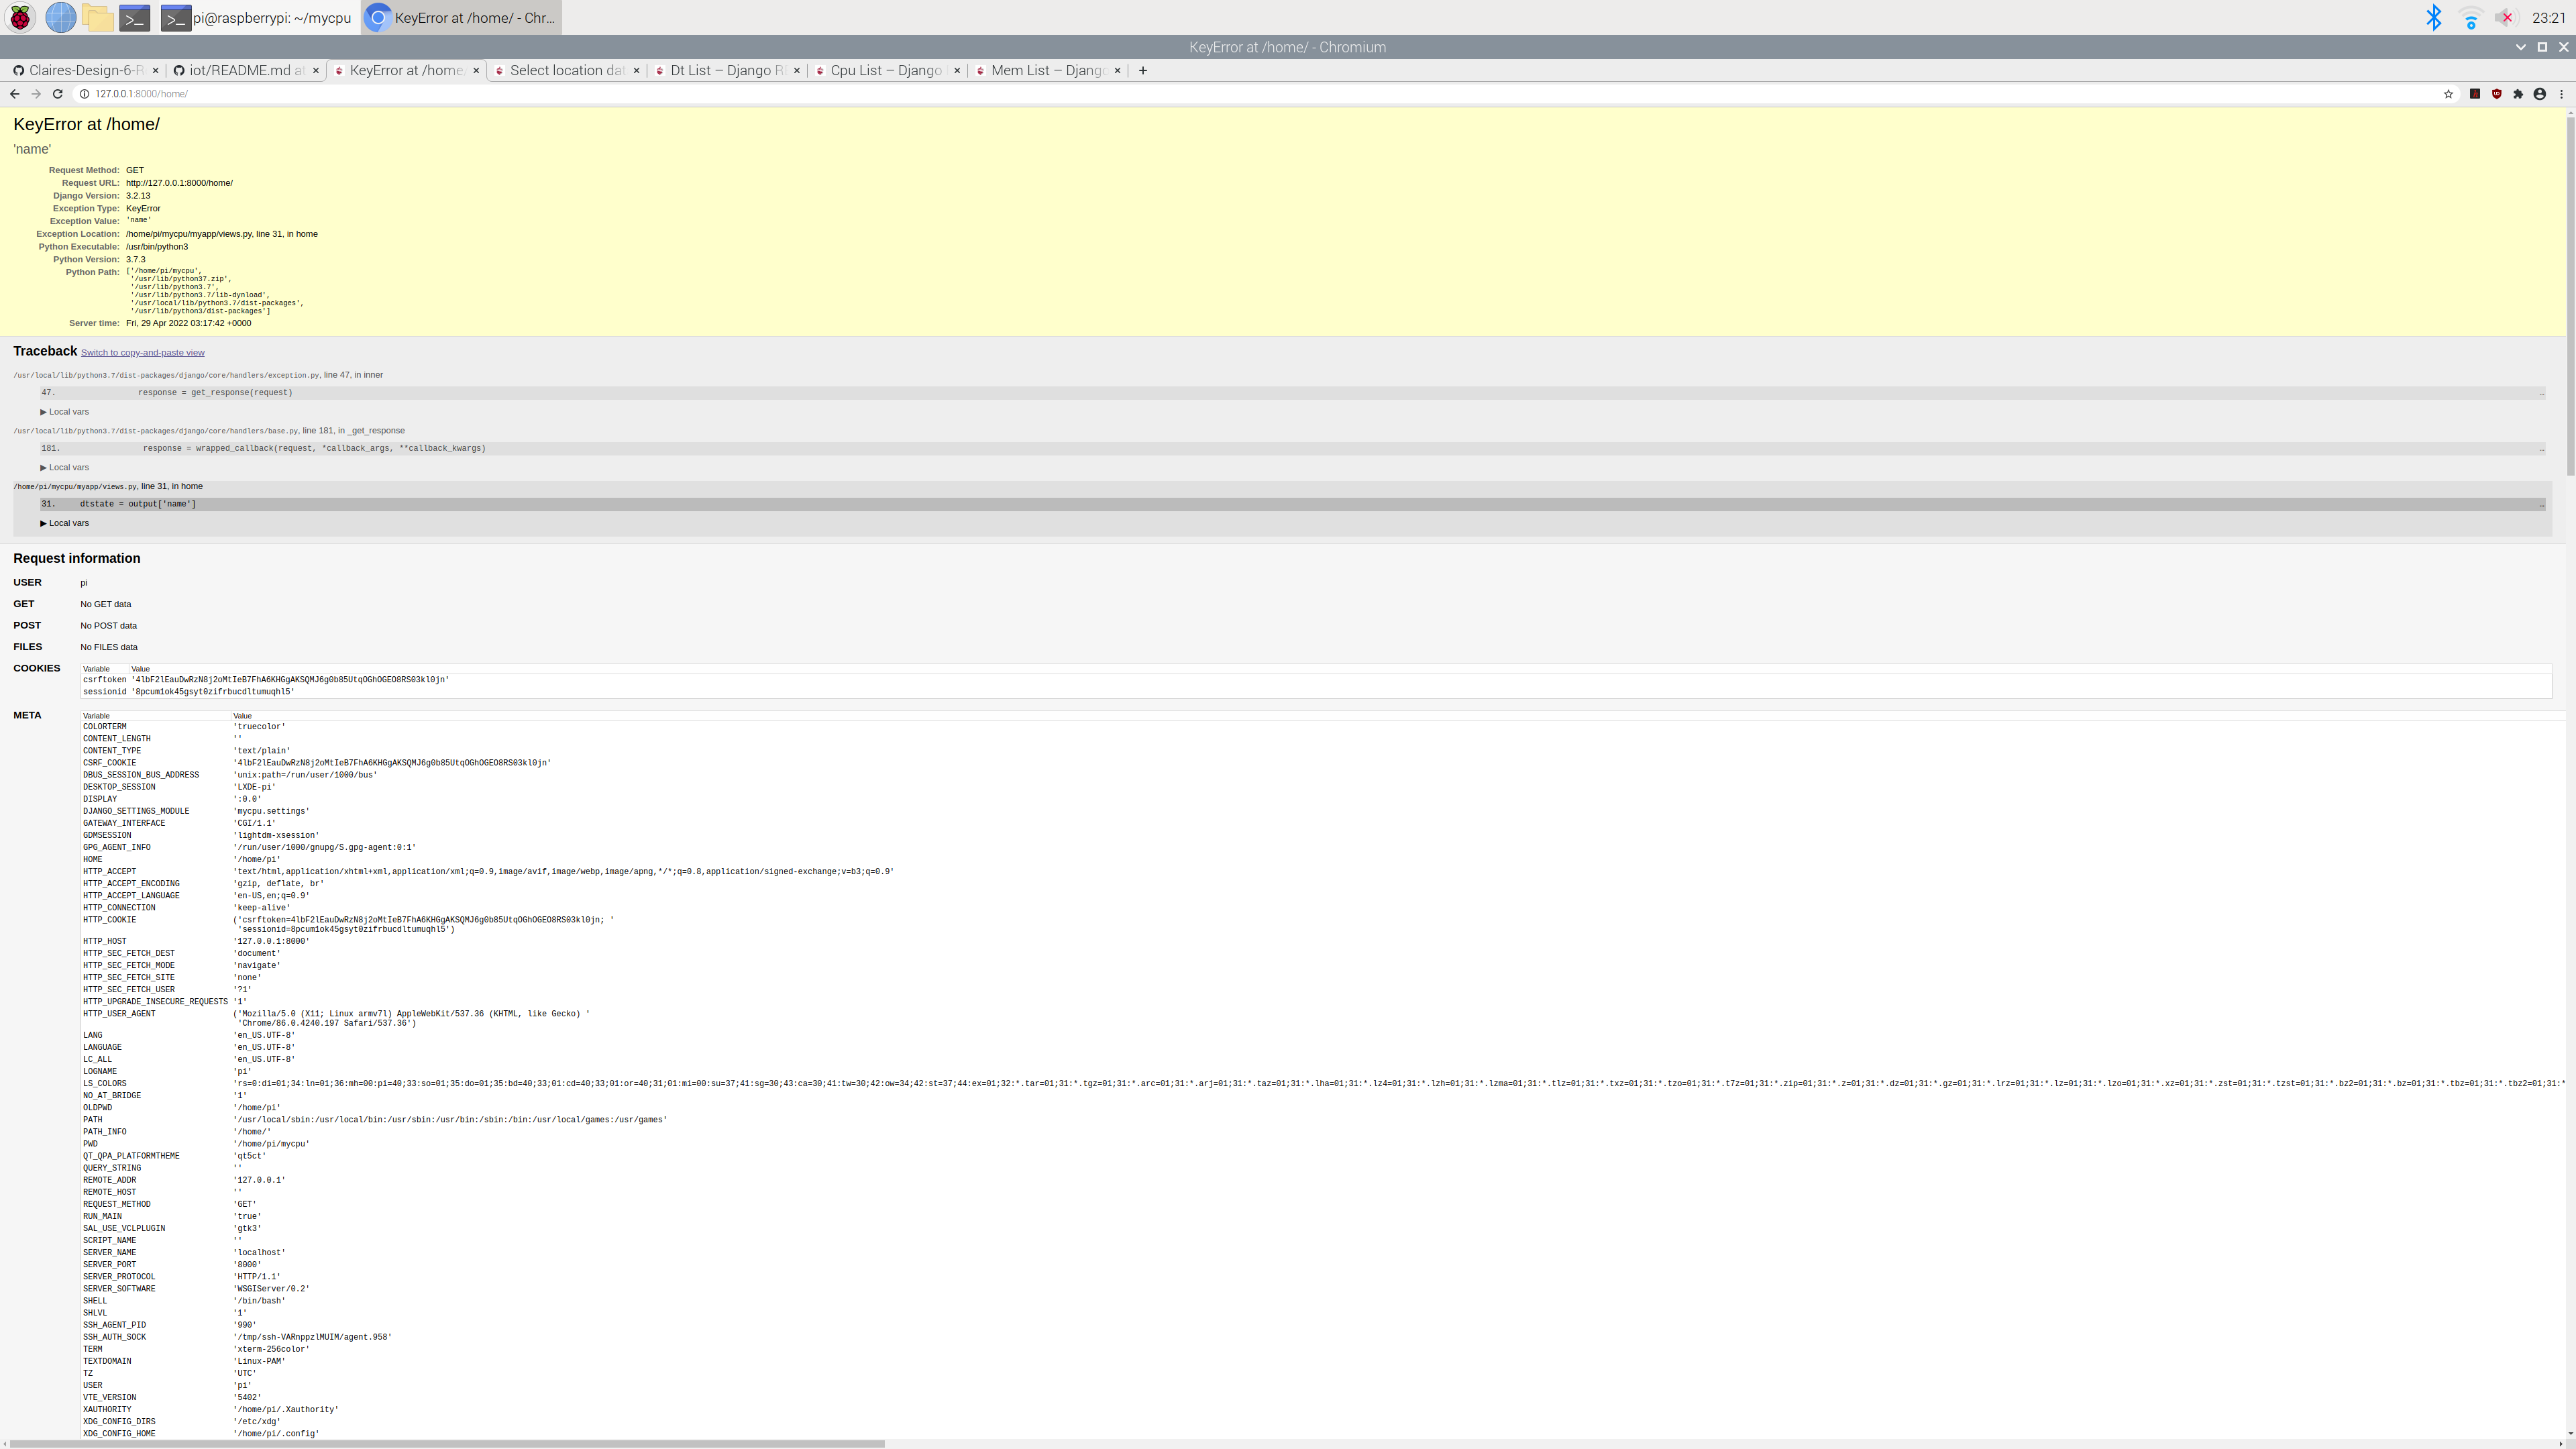 pi@raspberrypi: ~/mycpu
KeyError at /home/ - Chr...
23:21
KeyError at /home/ - Chromium
Claires-Design-6-R
iot/README.md at
KeyError at /home/
Select location dat
Dt List – Django R
Cpu List – Django
Mem List – Django
127.0.0.1:8000/home/
KeyError at /home/
'name'
Request Method: GET
Request URL: http://127.0.0.1:8000/home/
Django Version: 3.2.13
Exception Type: KeyError
Exception Value: 'name'
Exception Location: /home/pi/mycpu/myapp/views.py, line 31, in home
Python Executable: /usr/bin/python3
Python Version: 3.7.3
Python Path: ['/home/pi/mycpu',
'/usr/lib/python37.zip',
'/usr/lib/python3.7',
'/usr/lib/python3.7/lib-dynload',
'/usr/local/lib/python3.7/dist-packages',
'/usr/lib/python3/dist-packages']
Server time: Fri, 29 Apr 2022 03:17:42 +0000
Traceback Switch to copy-and-paste view
/usr/local/lib/python3.7/dist-packages/django/core/handlers/exception.py, line 47, in inner
47. response = get_response(request) …
▶ Local vars
/usr/local/lib/python3.7/dist-packages/django/core/handlers/base.py, line 181, in _get_response
181. response = wrapped_callback(request, *callback_args, **callback_kwargs) …
▶ Local vars
/home/pi/mycpu/myapp/views.py, line 31, in home
31. dtstate = output['name'] …
▶ Local vars
Request information
USER pi
GET No GET data
POST No POST data
FILES No FILES data
COOKIES Variable Value
csrftoken '4lbF2lEauDwRzN8j2oMtIeB7FhA6KHGgAKSQMJ6g0b85UtqOGhOGEO8RS03kl0jn'
sessionid '8pcum1ok45gsyt0zifrbucdltumuqhl5'
META Variable Value
COLORTERM 'truecolor'
CONTENT_LENGTH ''
CONTENT_TYPE 'text/plain'
CSRF_COOKIE '4lbF2lEauDwRzN8j2oMtIeB7FhA6KHGgAKSQMJ6g0b85UtqOGhOGEO8RS03kl0jn'
DBUS_SESSION_BUS_ADDRESS 'unix:path=/run/user/1000/bus'
DESKTOP_SESSION 'LXDE-pi'
DISPLAY ':0.0'
DJANGO_SETTINGS_MODULE 'mycpu.settings'
GATEWAY_INTERFACE 'CGI/1.1'
GDMSESSION 'lightdm-xsession'
GPG_AGENT_INFO '/run/user/1000/gnupg/S.gpg-agent:0:1'
HOME '/home/pi'
HTTP_ACCEPT 'text/html,application/xhtml+xml,application/xml;q=0.9,image/avif,image/webp,image/apng,*/*;q=0.8,application/signed-exchange;v=b3;q=0.9'
HTTP_ACCEPT_ENCODING 'gzip, deflate, br'
HTTP_ACCEPT_LANGUAGE 'en-US,en;q=0.9'
HTTP_CONNECTION 'keep-alive'
HTTP_COOKIE ('csrftoken=4lbF2lEauDwRzN8j2oMtIeB7FhA6KHGgAKSQMJ6g0b85UtqOGhOGEO8RS03kl0jn; '
'sessionid=8pcum1ok45gsyt0zifrbucdltumuqhl5')
HTTP_HOST '127.0.0.1:8000'
HTTP_SEC_FETCH_DEST 'document'
HTTP_SEC_FETCH_MODE 'navigate'
HTTP_SEC_FETCH_SITE 'none'
HTTP_SEC_FETCH_USER '?1'
HTTP_UPGRADE_INSECURE_REQUESTS '1'
HTTP_USER_AGENT ('Mozilla/5.0 (X11; Linux armv7l) AppleWebKit/537.36 (KHTML, like Gecko) '
'Chrome/86.0.4240.197 Safari/537.36')
LANG 'en_US.UTF-8'
LANGUAGE 'en_US.UTF-8'
LC_ALL 'en_US.UTF-8'
LOGNAME 'pi'
LS_COLORS 'rs=0:di=01;34:ln=01;36:mh=00:pi=40;33:so=01;35:do=01;35:bd=40;33;01:cd=40;33;01:or=40;31;01:mi=00:su=37;41:sg=30;43:ca=30;41:tw=30;42:ow=34;42:st=37;44:ex=01;32:*.tar=01;31:*.tgz=01;31:*.arc=01;31:*.arj=01;31:*.taz=01;31:*.lha=01;31:*.lz4=01;31:*.lzh=01;31:*.lzma=01;31:*.tlz=01;31:*.txz=01;31:*.tzo=01;31:*.t7z=01;31:*.zip=01;31:*.z=01;31:*.dz=01;31:*.gz=01;31:*.lrz=01;31:*.lz=01;31:*.lzo=01;31:*.xz=01;31:*.zst=01;31:*.tzst=01;31:*.bz2=01;31:*.bz=01;31:*.tbz=01;31:*.tbz2=01;31:*
NO_AT_BRIDGE '1'
OLDPWD '/home/pi'
PATH '/usr/local/sbin:/usr/local/bin:/usr/sbin:/usr/bin:/sbin:/bin:/usr/local/games:/usr/games'
PATH_INFO '/home/'
PWD '/home/pi/mycpu'
QT_QPA_PLATFORMTHEME 'qt5ct'
QUERY_STRING ''
REMOTE_ADDR '127.0.0.1'
REMOTE_HOST ''
REQUEST_METHOD 'GET'
RUN_MAIN 'true'
SAL_USE_VCLPLUGIN 'gtk3'
SCRIPT_NAME ''
SERVER_NAME 'localhost'
SERVER_PORT '8000'
SERVER_PROTOCOL 'HTTP/1.1'
SERVER_SOFTWARE 'WSGIServer/0.2'
SHELL '/bin/bash'
SHLVL '1'
SSH_AGENT_PID '990'
SSH_AUTH_SOCK '/tmp/ssh-VARnppzlMUIM/agent.958'
TERM 'xterm-256color'
TEXTDOMAIN 'Linux-PAM'
TZ 'UTC'
USER 'pi'
VTE_VERSION '5402'
XAUTHORITY '/home/pi/.Xauthority'
XDG_CONFIG_DIRS '/etc/xdg'
XDG_CONFIG_HOME '/home/pi/.config'